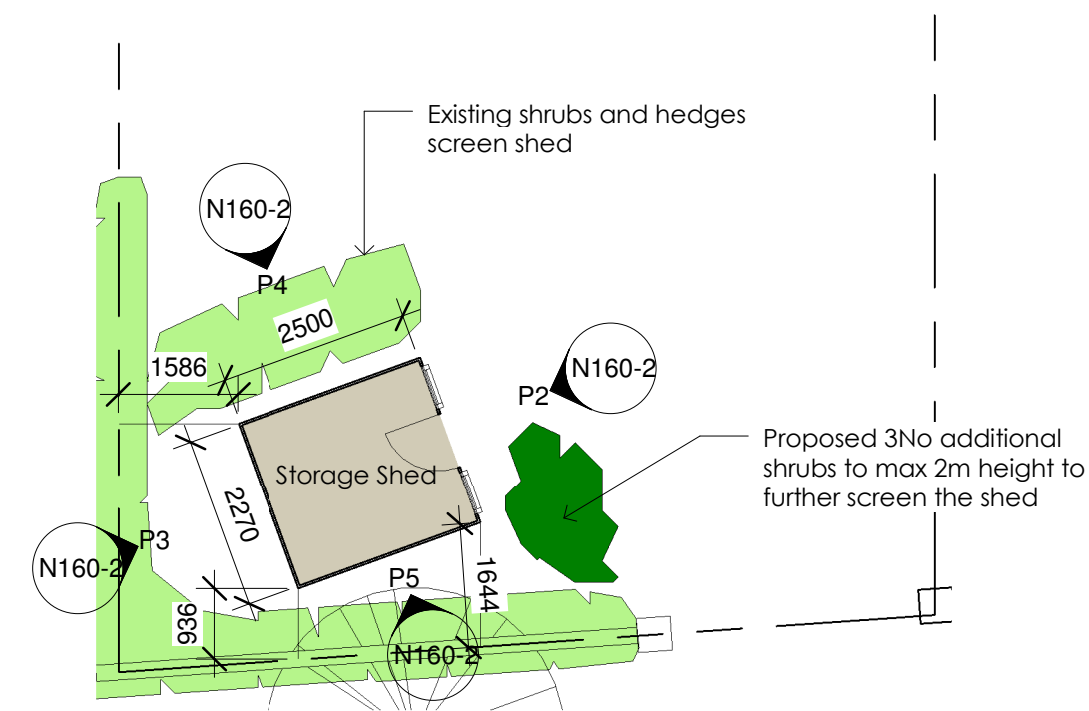 Existing shrubs and hedges
screen shed
N160-2
P4
2500
1586
N160-2
P2
Proposed 3No additional
shrubs to max 2m height to
further screen the shed
Storage Shed
2270
P3
N160-2
P5
1644
936
N160-2